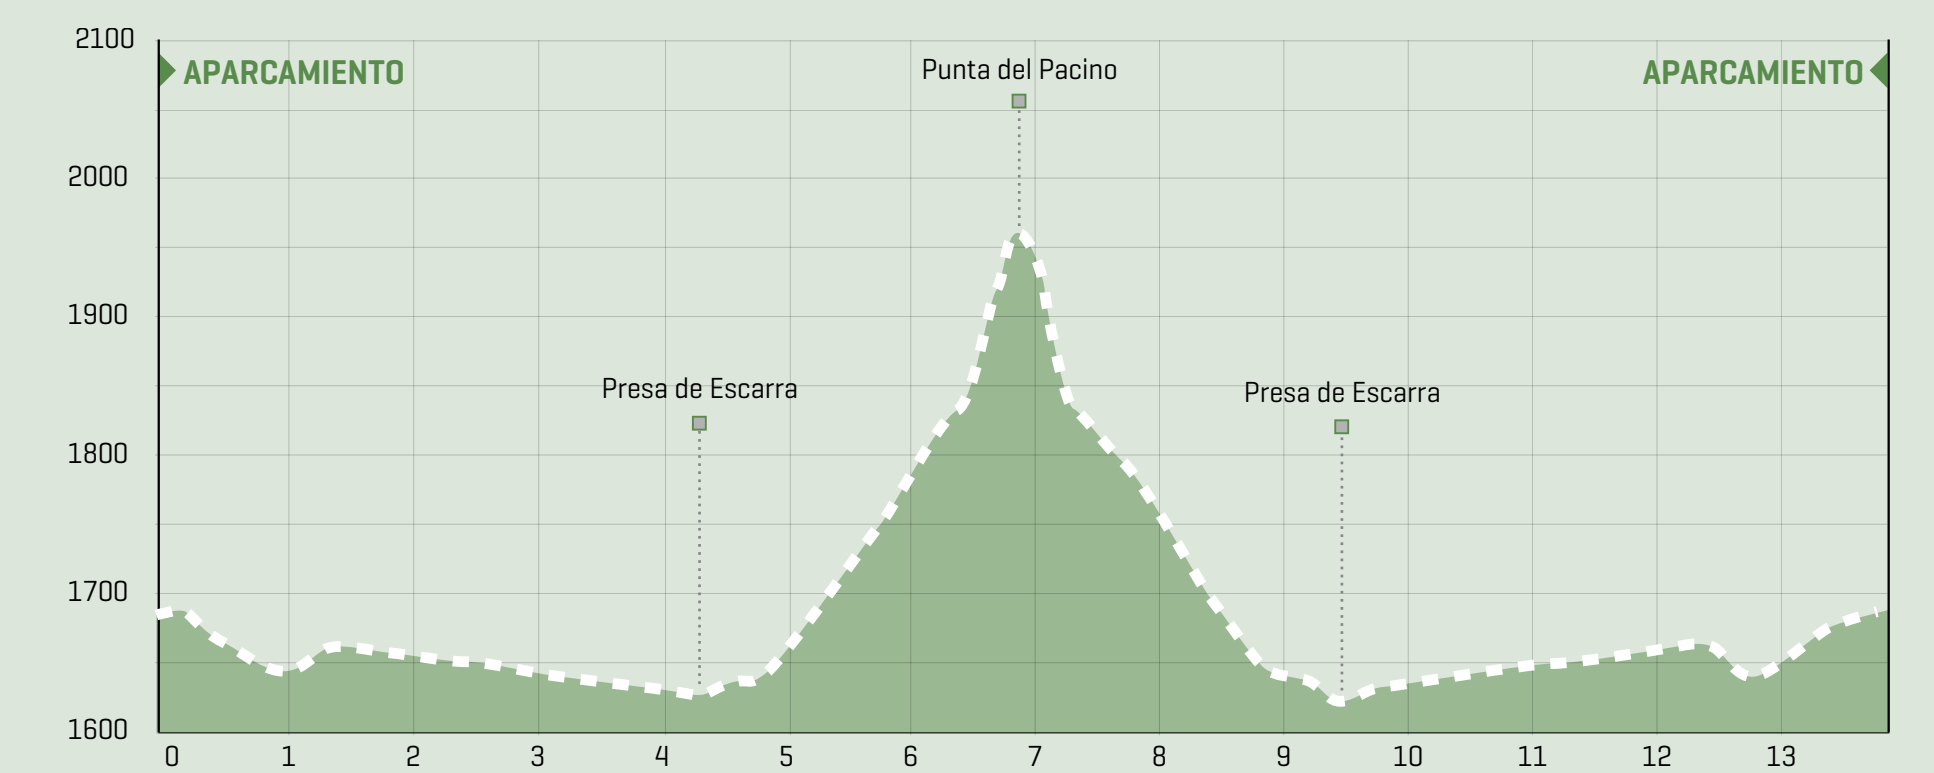 2100
APARCAMIENTO
Punta del Pacino
APARCAMIENTO
2000
1900
Presa de Escarra
Presa de Escarra
1800
1700
1600
0 1 2 3 4 5 6 7 8 9 10 11 12 13